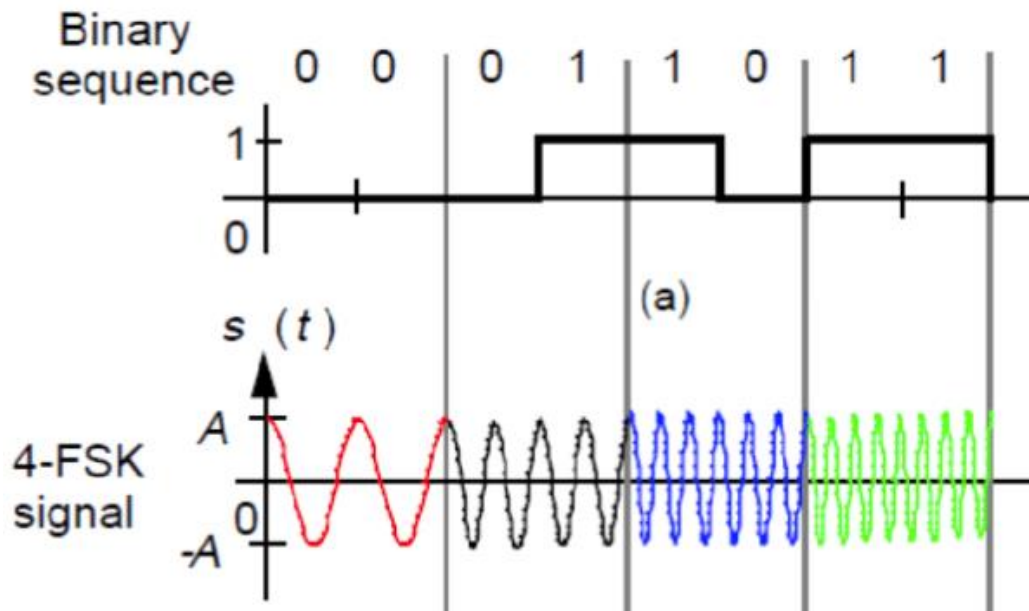 Binary
sequence
0 0 0 1 1 0 1 1
1
0
(a)
s (t)
A
4-FSK
signal
0
-A